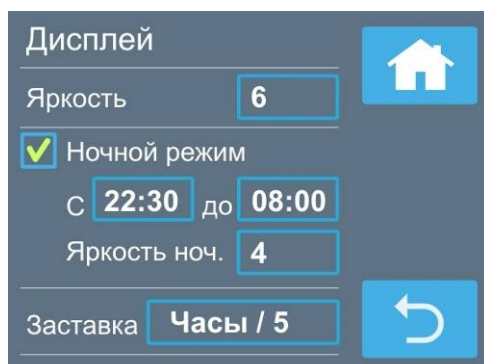 Дисплей
Яркость 6
Ночной режим
С 22:30 до 08:00
Яркость ноч. 4
Заставка Часы / 5